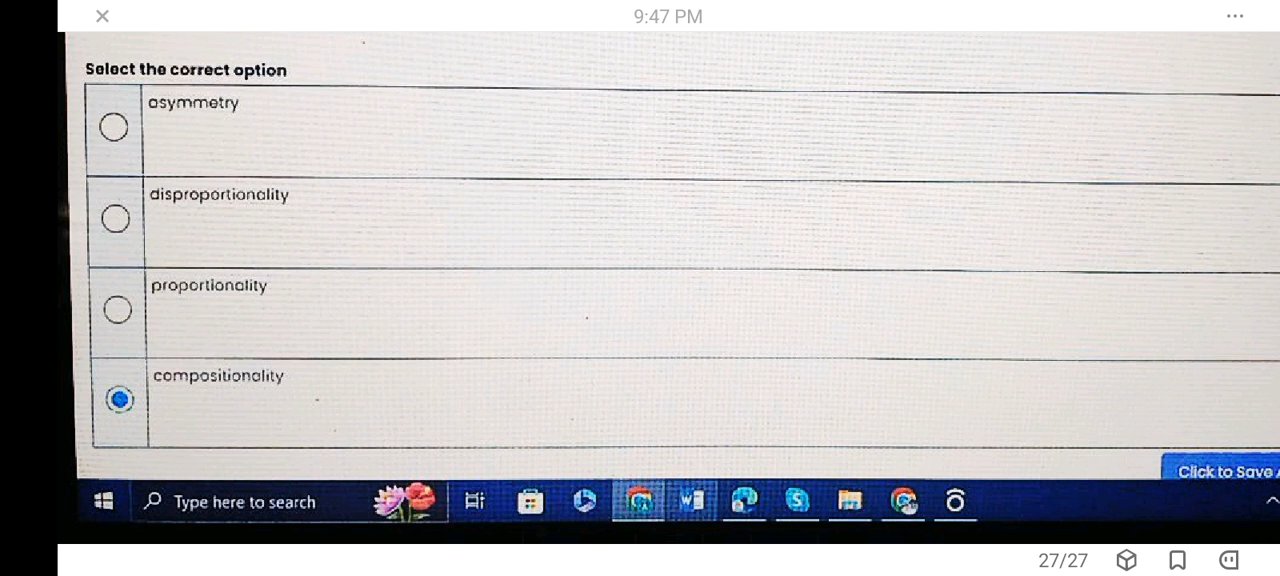 9:47 PM
Select the correct option
asymmetry
disproportionality
proportionality
compositionality
Click to Save
Type here to search
27/27